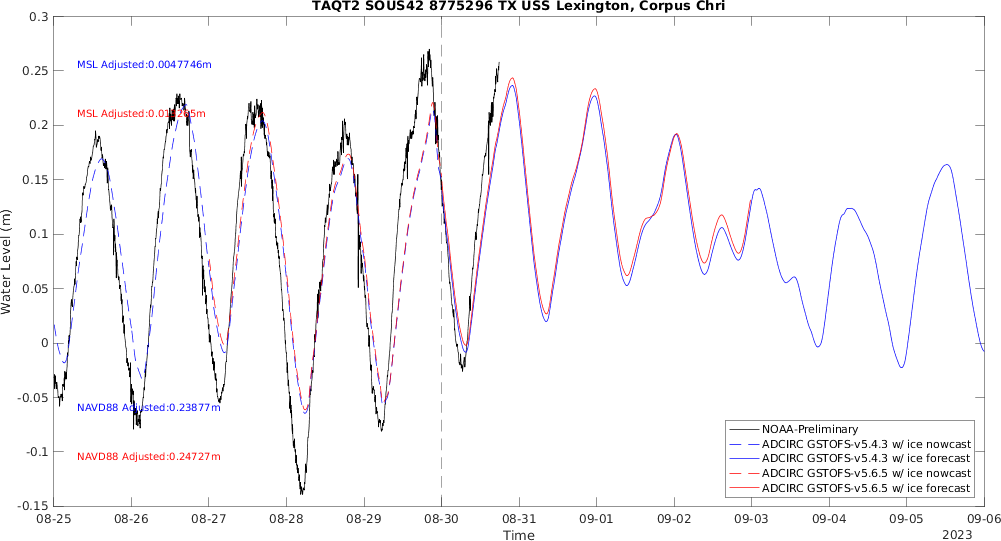 TAQT2 SOUS42 8775296 TX USS Lexington, Corpus Chri
0.3
0.25
0.2
0.15
0.1
0.05
0
-0.05
-0.1
-0.15
Water Level (m)
MSL Adjusted:0.0047746m
MSL Adjusted:
NAVD88 Adjusted:0.23877m
NAVD88 Adjusted:0.24727m
NOAA-Preliminary
ADCIRC GSTOFS-v5.4.3 w/ ice nowcast
ADCIRC GSTOFS-v5.4.3 w/ ice forecast
ADCIRC GSTOFS-v5.6.5 w/ ice nowcast
ADCIRC GSTOFS-v5.6.5 w/ ice forecast
08-25 08-26 08-27 08-28 08-29 08-30 08-31 09-01 09-02 09-03 09-04 09-05 09-06
Time
2023